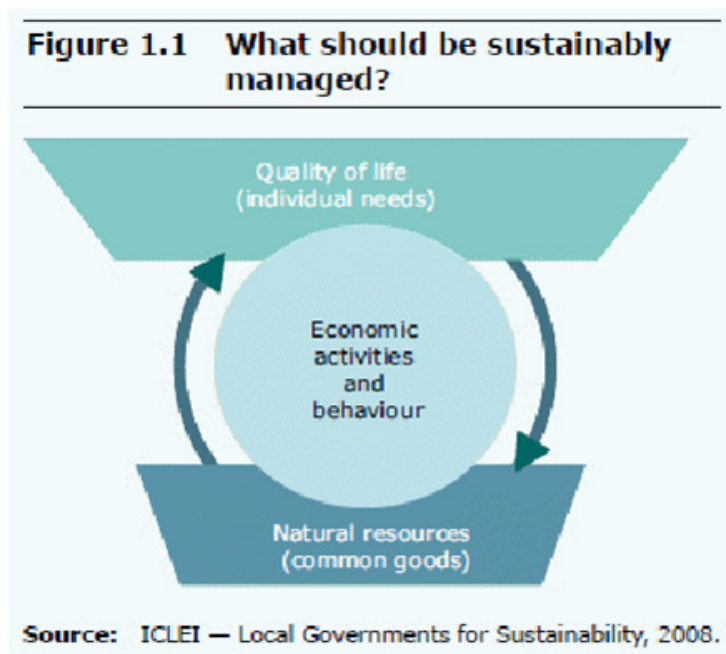 Figure 1.1 What should be sustainably
managed?
Quality of life
(individual needs)
Economic
activities
and
behaviour
Natural resources
(common goods)
Source: ICLEI — Local Governments for Sustainability, 2008.